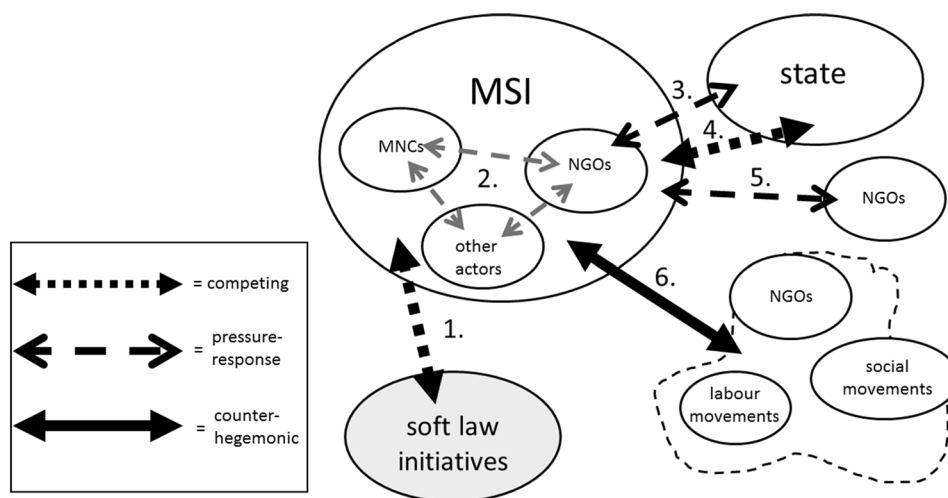 MSI
state
3.
4.
MNCs
NGOs
2.
5.
NGOs
other
actors
6.
NGOs
1.
social
movements
labour
movements
soft law
initiatives
= competing
= pressure-
response
= counter-
hegemonic